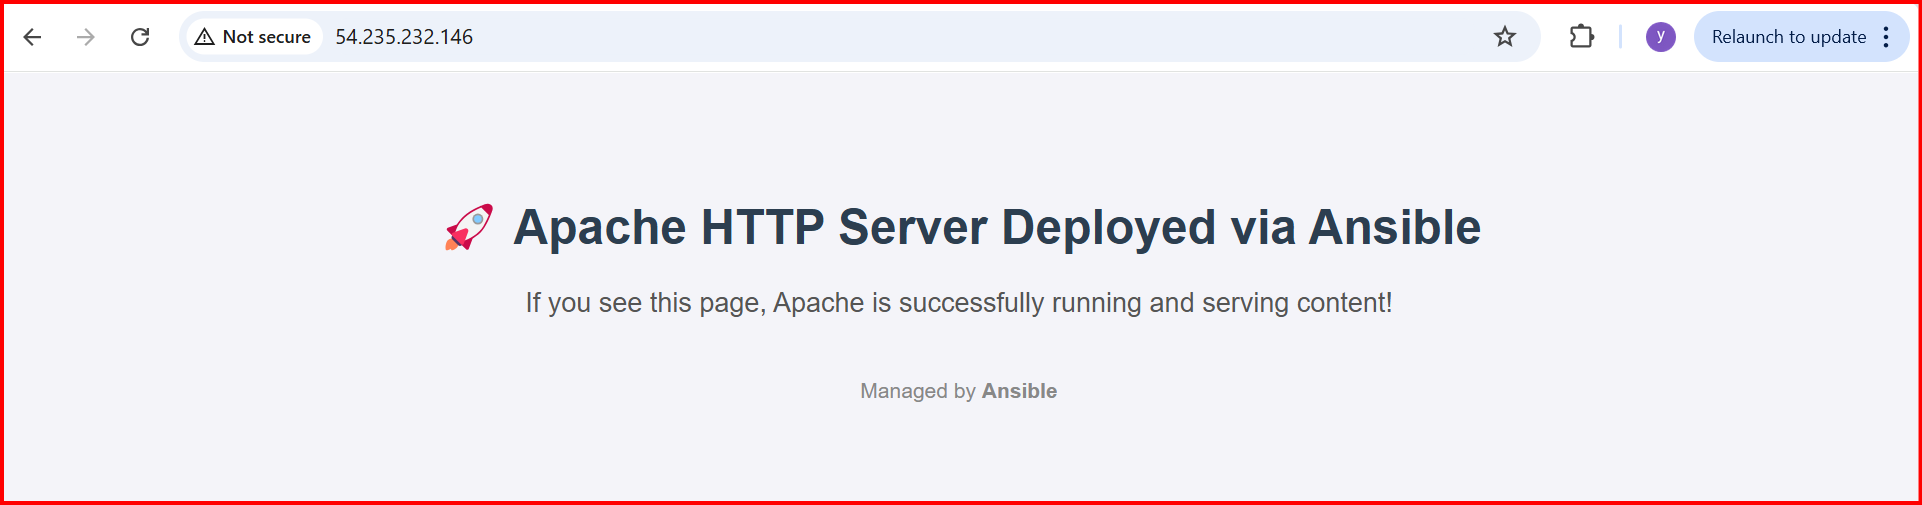 Not secure 54.235.232.146 y Relaunch to update
🚀 Apache HTTP Server Deployed via Ansible
If you see this page, Apache is successfully running and serving content!
Managed by Ansible